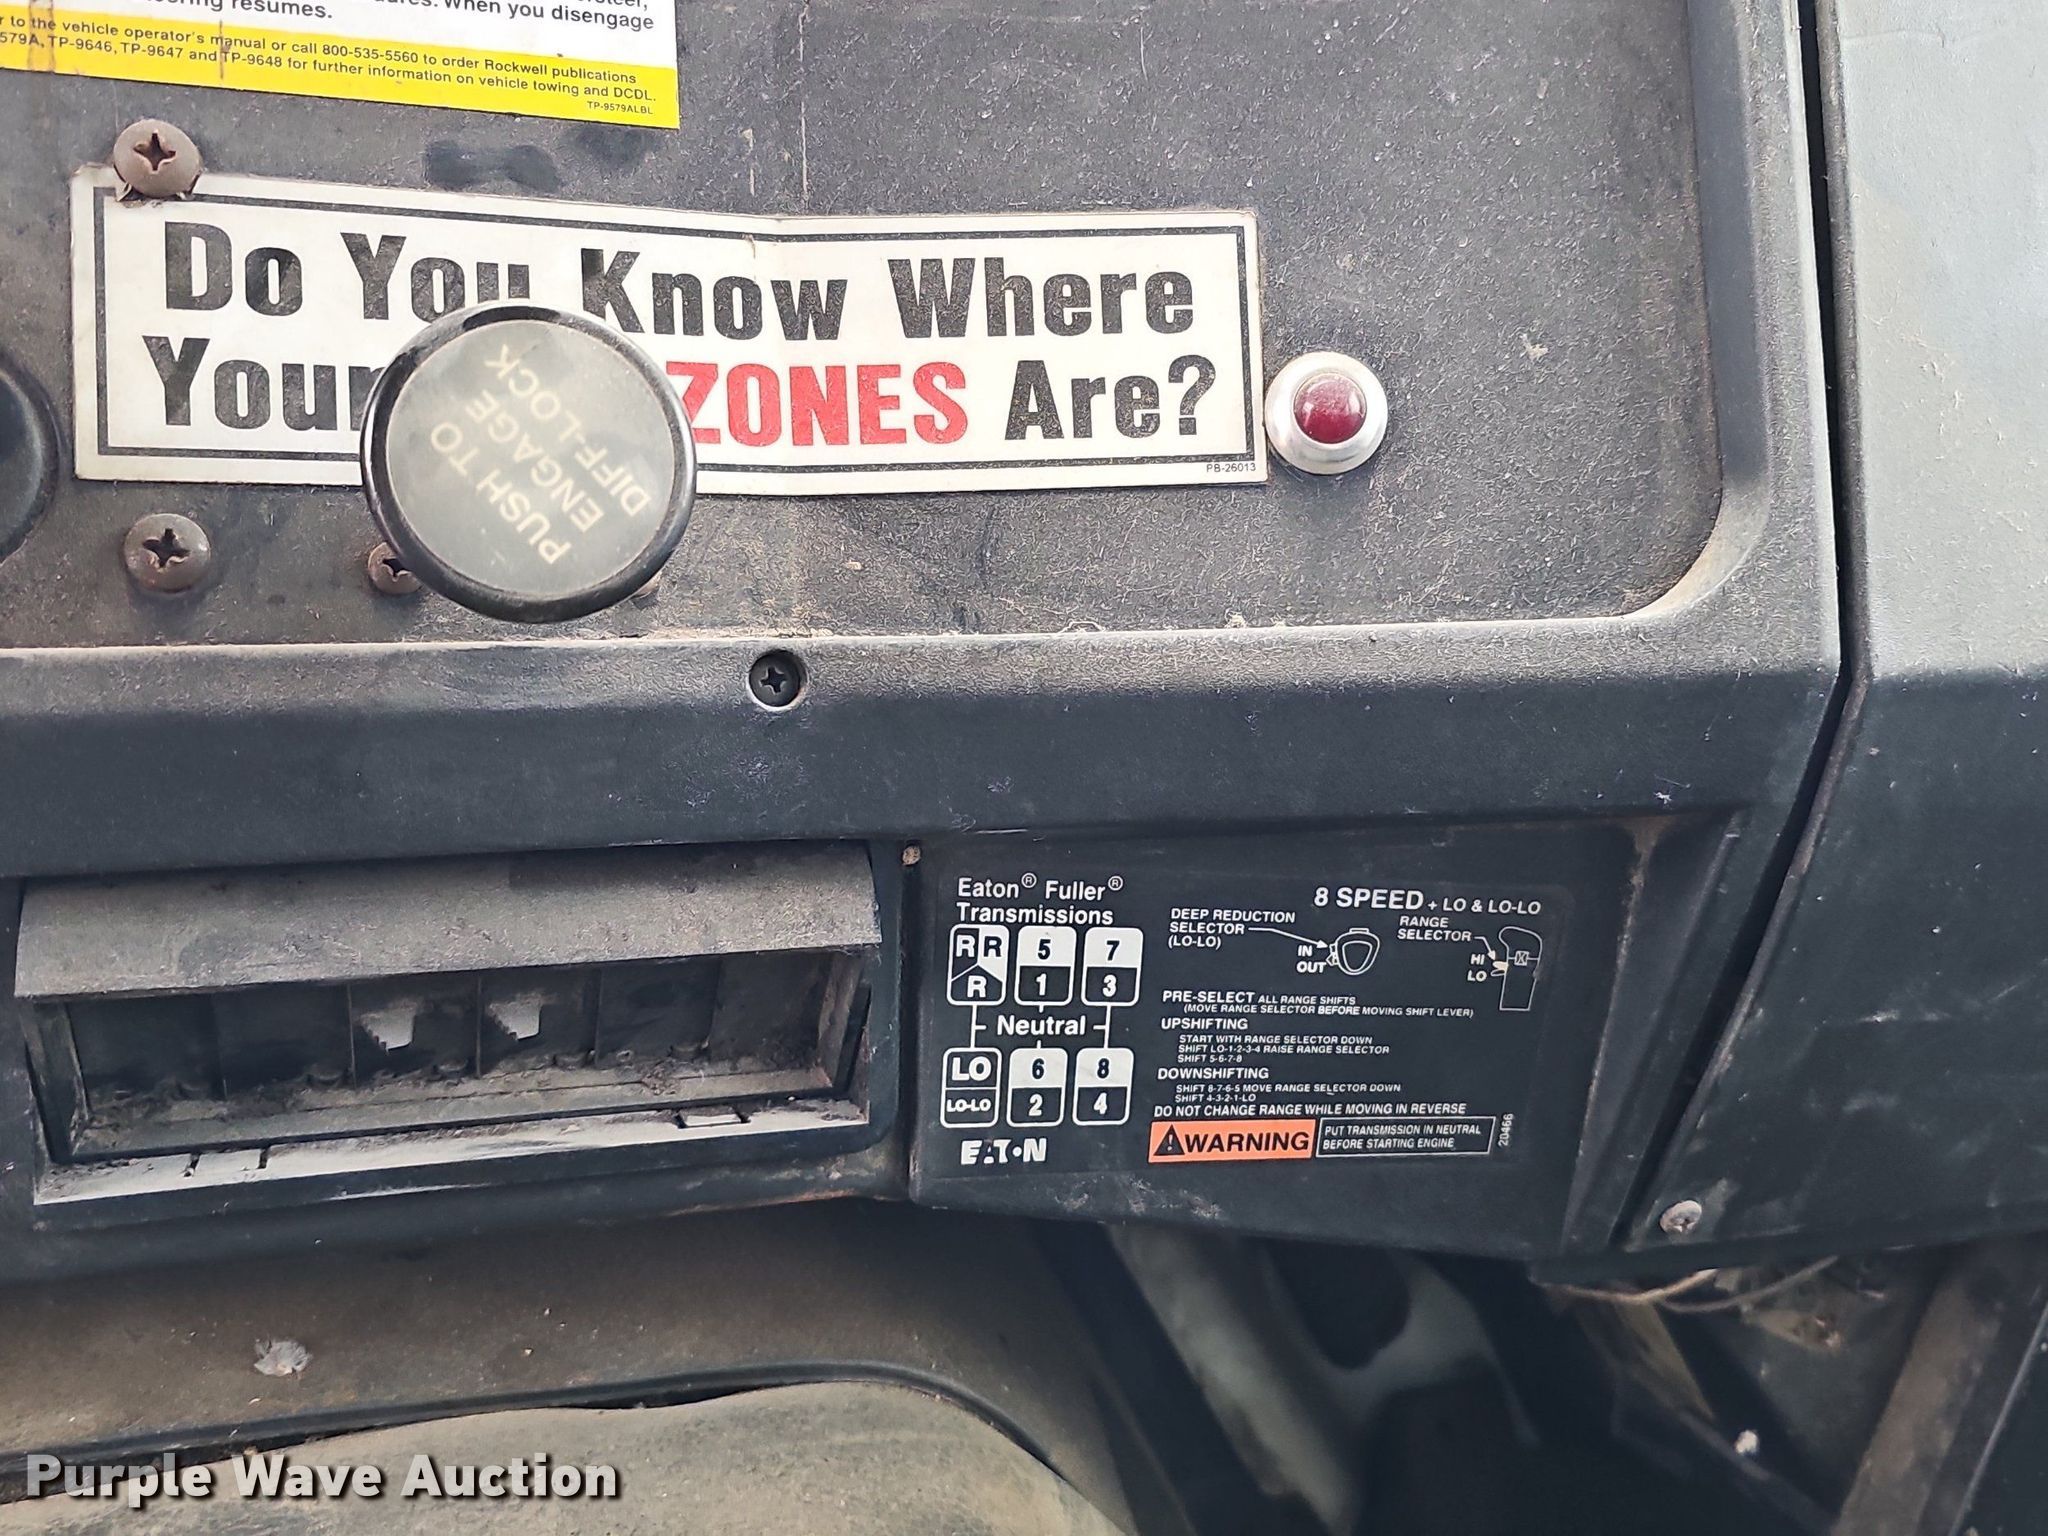 resumes.
When you disengage
to the vehicle operator's manual or call 800-535-5560 to order Rockwell publications
579A, TP-9646, TP-9647 and TP-9648 for further information on vehicle towing and DCDL.
TP-9579ALBL
Do You Know Where
Your ZONES Are?
PB-26013
PUSH TO
ENGAGE
DIFF-LOCK
Eaton® Fuller®
Transmissions
R R 5 7
R 1 3
Neutral
LO 6 8
LO-LO 2 4
EATON
8 SPEED + LO & LO-LO
DEEP REDUCTION
SELECTOR
(LO-LO)
IN
OUT
RANGE
SELECTOR
HI
LO
PRE-SELECT ALL RANGE SHIFTS
(MOVE RANGE SELECTOR BEFORE MOVING SHIFT LEVER)
UPSHIFTING
START WITH RANGE SELECTOR DOWN
SHIFT LO-1-2-3-4 RAISE RANGE SELECTOR
SHIFT 5-6-7-8
DOWNSHIFTING
SHIFT 8-7-6-5 MOVE RANGE SELECTOR DOWN
SHIFT 4-3-2-1-LO
DO NOT CHANGE RANGE WHILE MOVING IN REVERSE
WARNING
PUT TRANSMISSION IN NEUTRAL
BEFORE STARTING ENGINE
20466
Purple Wave Auction